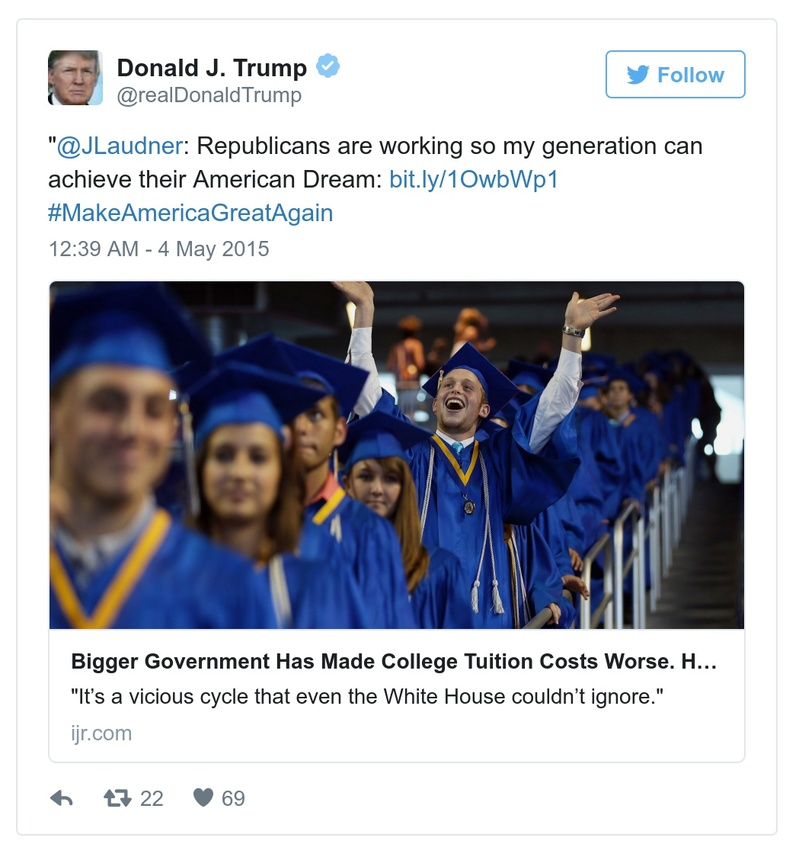 Donald J. Trump
@realDonaldTrump
Follow
"@JLaudner: Republicans are working so my generation can
achieve their American Dream: bit.ly/1OwbWp1
#MakeAmericaGreatAgain
12:39 AM - 4 May 2015
Bigger Government Has Made College Tuition Costs Worse. H…
"It’s a vicious cycle that even the White House couldn’t ignore."
ijr.com
22 69